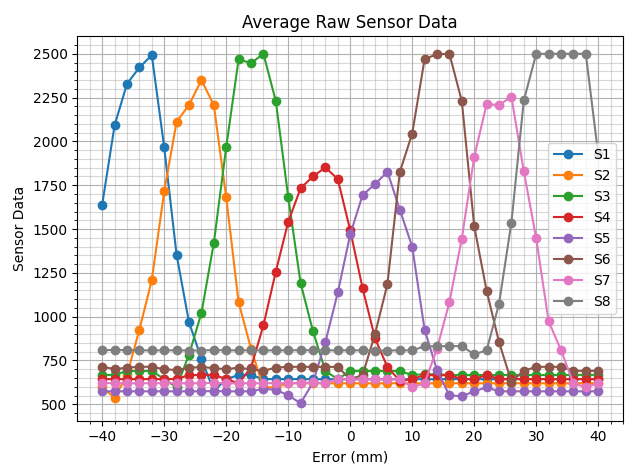 Average Raw Sensor Data
Sensor Data
2500
2250
2000
1750
1500
1250
1000
750
500
−40 −30 −20 −10 0 10 20 30 40
Error (mm)
S1
S2
S3
S4
S5
S6
S7
S8